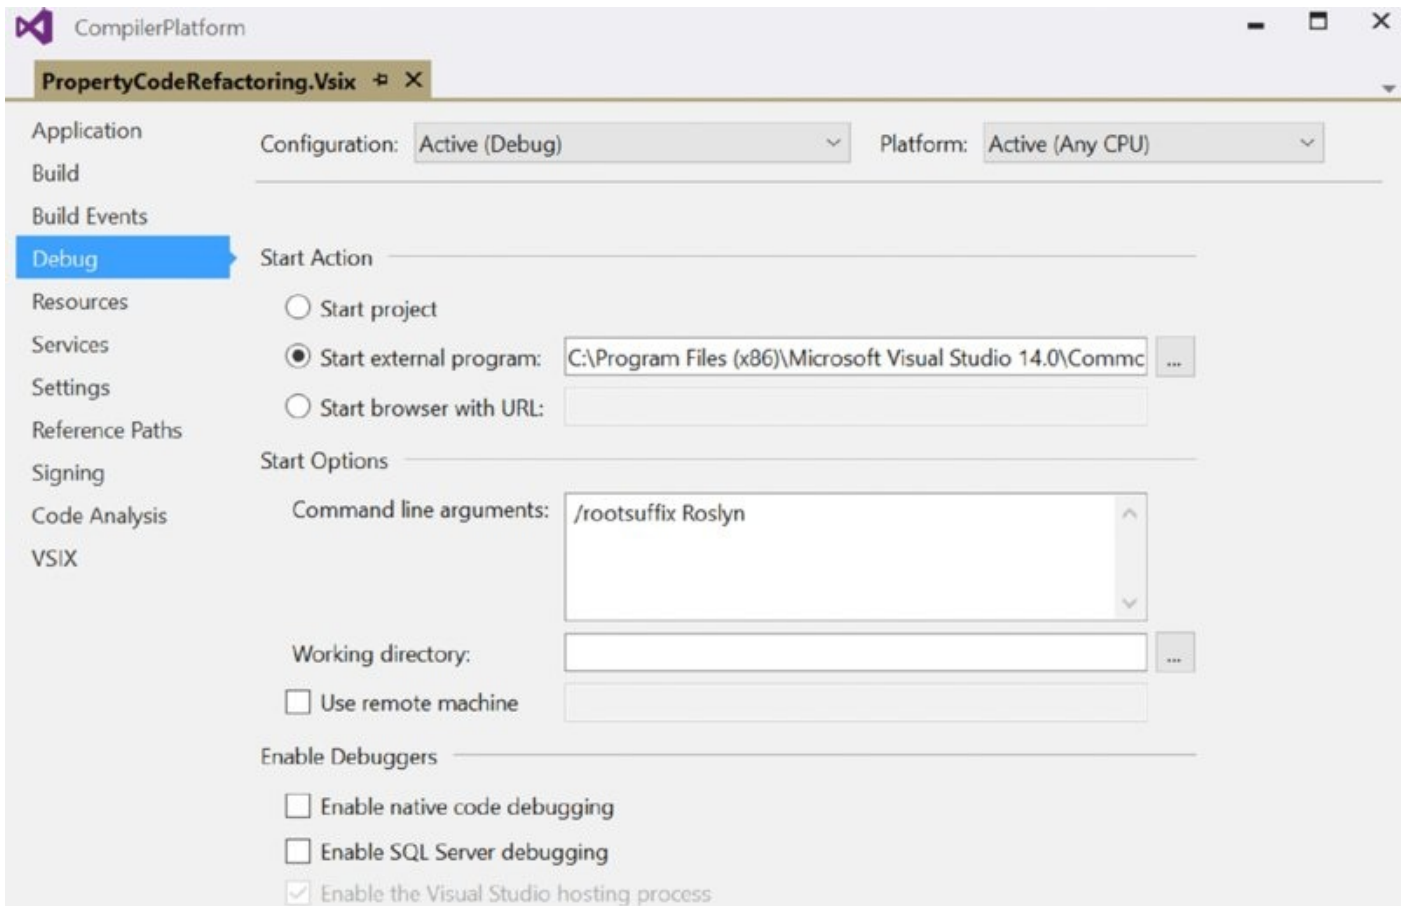 CompilerPlatform
PropertyCodeRefactoring.Vsix
Application
Build
Build Events
Debug
Resources
Services
Settings
Reference Paths
Signing
Code Analysis
VSIX
Configuration: Active (Debug) Platform: Active (Any CPU)
Start Action
Start project
Start external program: C:\Program Files (x86)\Microsoft Visual Studio 14.0\Commc ...
Start browser with URL:
Start Options
Command line arguments: /rootsuffix Roslyn
Working directory: ...
Use remote machine
Enable Debuggers
Enable native code debugging
Enable SQL Server debugging
Enable the Visual Studio hosting process